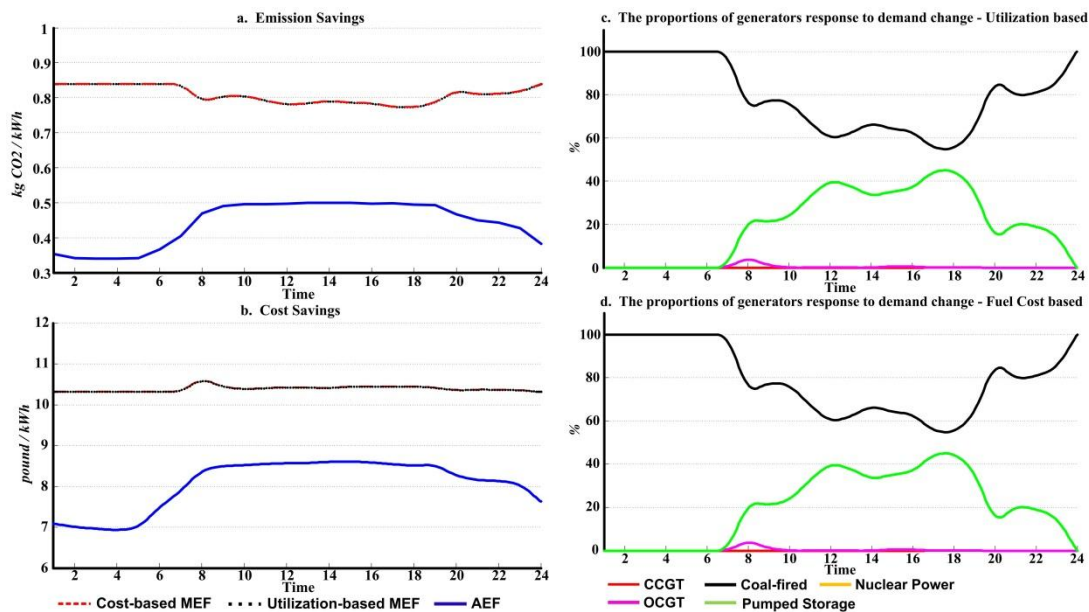 a. Emission Savings
1
0.9
0.8
0.7
0.6
0.5
0.4
0.3
kg CO2 / kWh
2 4 6 8 10 12 14 16 18 20 22 24
Time
b. Cost Savings
12
11
10
9
8
7
6
pound / kWh
2 4 6 8 10 12 14 16 18 20 22 24
Time
Cost-based MEF Utilization-based MEF AEF
c. The proportions of generators response to demand change - Utilization based
100
80
60
40
20
0
%
2 4 6 8 10 12 14 16 18 20 22 24
Time
d. The proportions of generators response to demand change - Fuel Cost based
100
80
60
40
20
0
%
2 4 6 8 10 12 14 16 18 20 22 24
Time
CCGT Coal-fired Nuclear Power
OCGT Pumped Storage